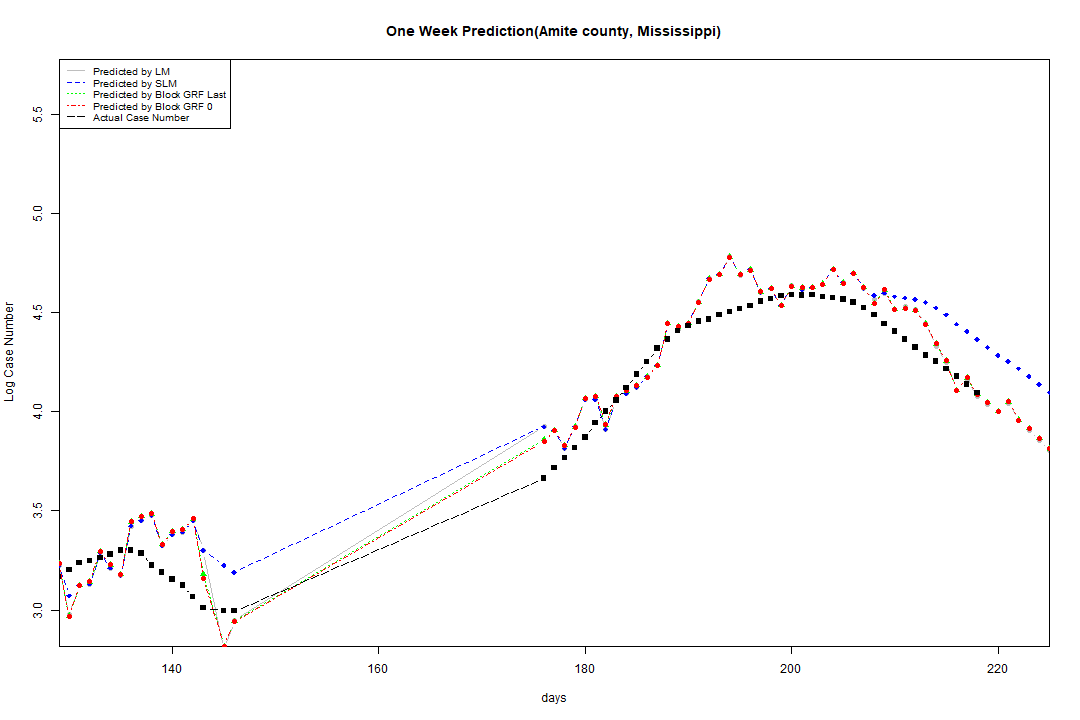 One Week Prediction(Amite county, Mississippi)
Predicted by LM
Predicted by SLM
Predicted by Block GRF Last
Predicted by Block GRF 0
Actual Case Number
5.5
5.0
4.5
4.0
3.5
3.0
Log Case Number
140 160 180 200 220
days